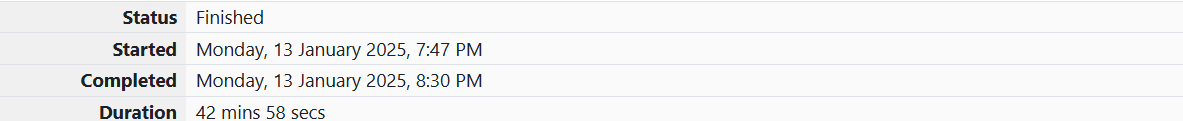 Status Finished
Started Monday, 13 January 2025, 7:47 PM
Completed Monday, 13 January 2025, 8:30 PM
Duration 42 mins 58 secs